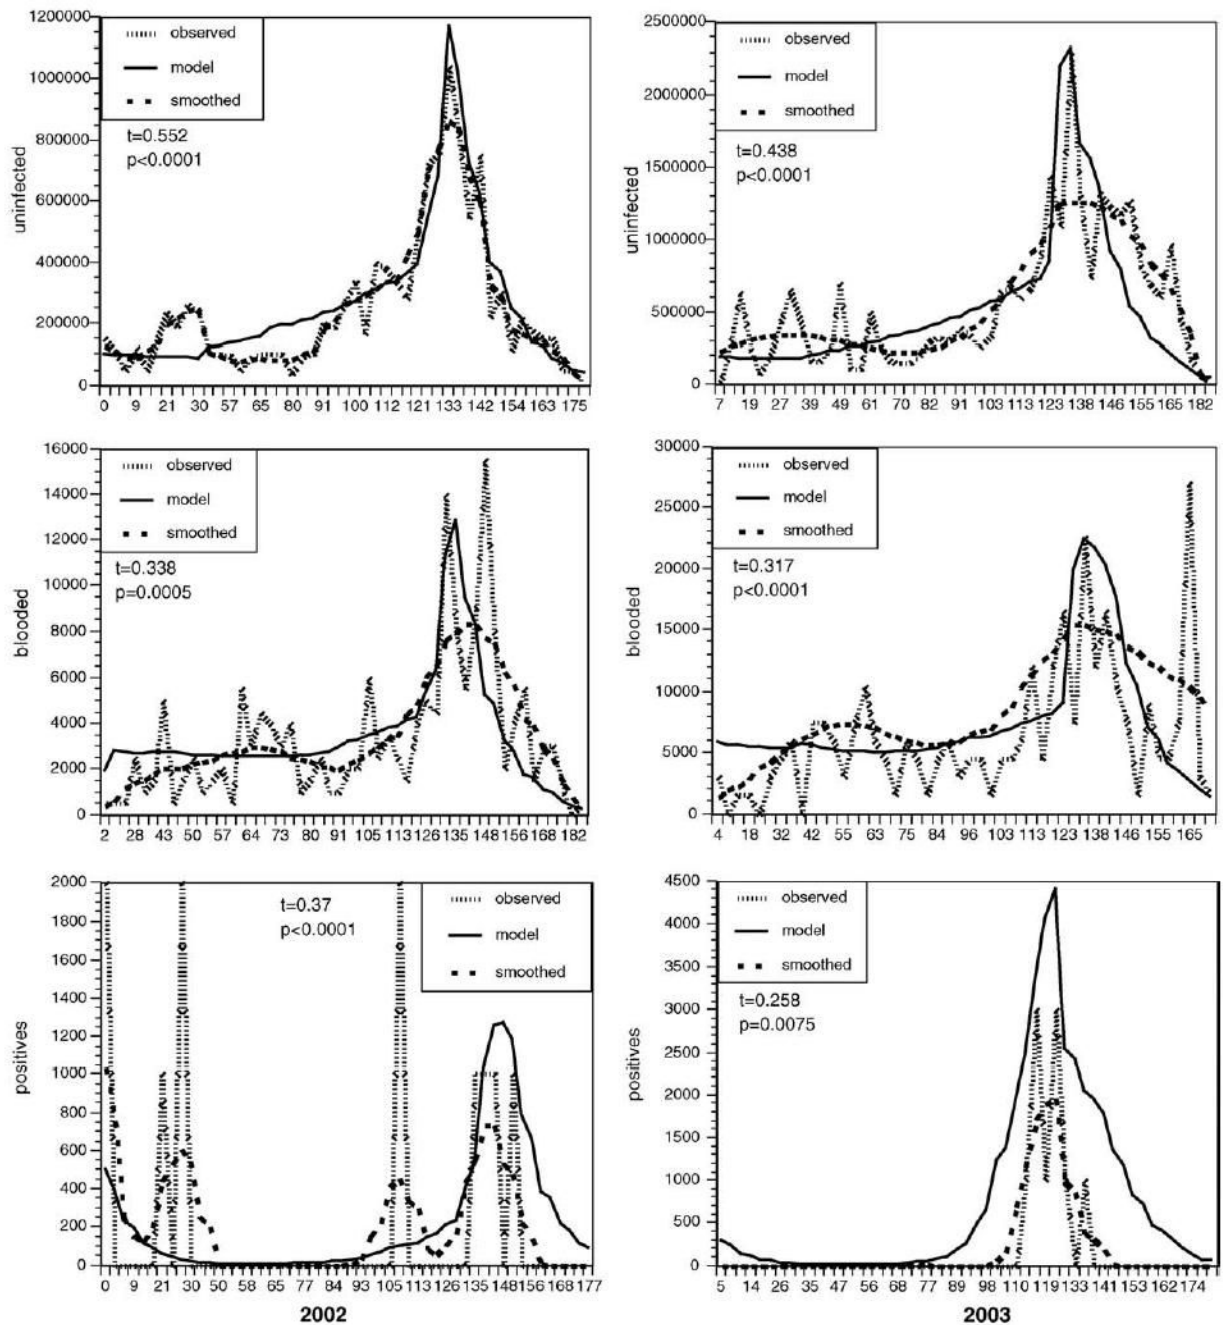 1200000
1000000
800000
600000
400000
200000
0
uninfected
observed
model
smoothed
t=0.552
p<0.0001
0 9 21 30 57 65 80 91 100 112 121 133 142 154 163 175
2500000
2000000
1500000
1000000
500000
0
uninfected
observed
model
smoothed
t=0.438
p<0.0001
7 19 27 39 49 61 70 82 91 103 113 123 138 146 155 182
16000
14000
12000
10000
8000
6000
4000
2000
0
blooded
observed
model
smoothed
t=0.338
p=0.0005
2 28 43 50 57 64 73 80 91 105 113 126 135 148 156 168 182
30000
25000
20000
15000
10000
5000
0
blooded
observed
model
smoothed
t=0.317
p<0.0001
4 18 32 42 55 63 75 84 96 103 113 123 138 146 155 165
2000
1800
1600
1400
1200
1000
800
600
400
200
0
positives
t=0.37
p<0.0001
observed
model
smoothed
0 9 21 30 50 57 71 84 93 105 117 126 135 148 156 168 177
2002
4500
4000
3500
3000
2500
2000
1500
1000
500
0
positives
observed
model
smoothed
t=0.258
p=0.0075
5 26 35 47 56 68 77 89 98 110 119 133 141 153 162 174
2003